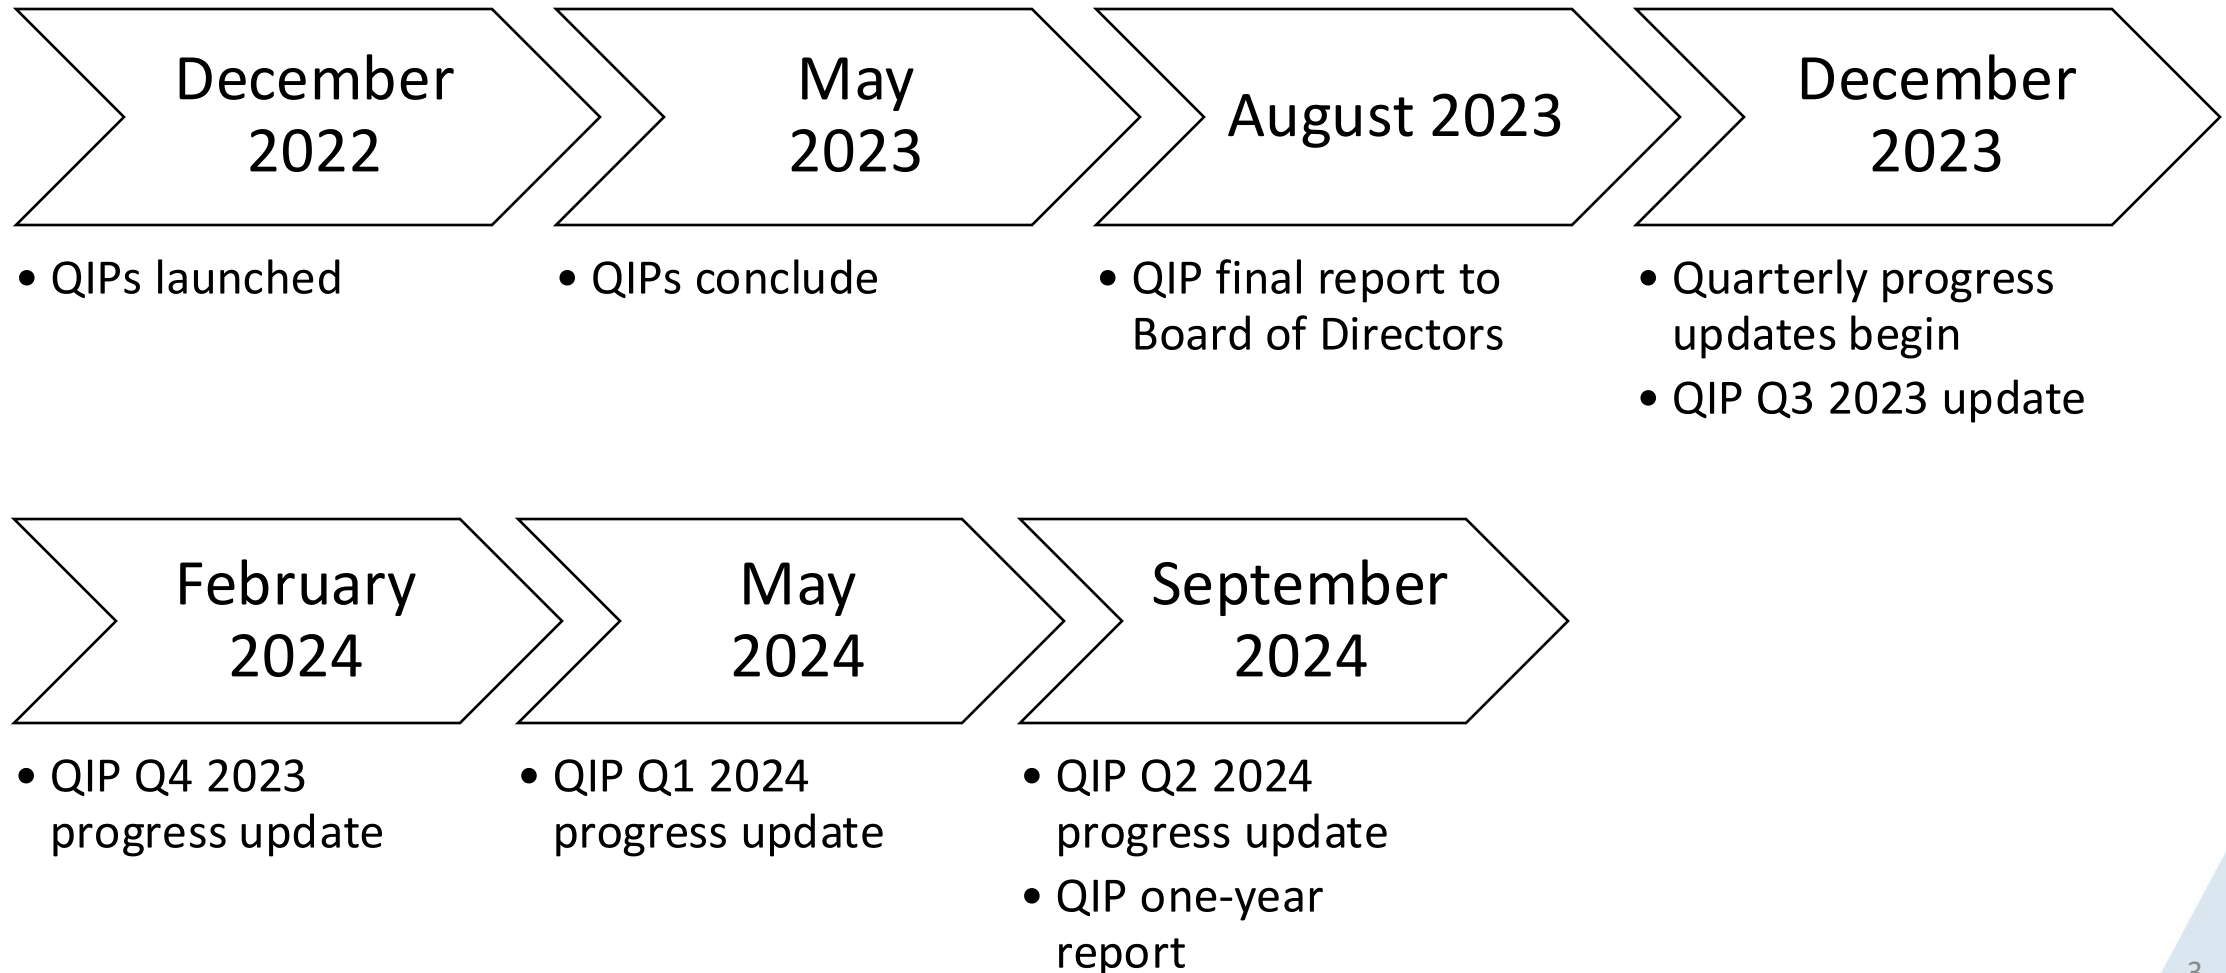 December
2022
May
2023
August 2023
December
2023
• QIPs launched
• QIPs conclude
• QIP final report to
Board of Directors
• Quarterly progress
updates begin
• QIP Q3 2023 update
February
2024
May
2024
September
2024
• QIP Q4 2023
progress update
• QIP Q1 2024
progress update
• QIP Q2 2024
progress update
• QIP one-year
report
3